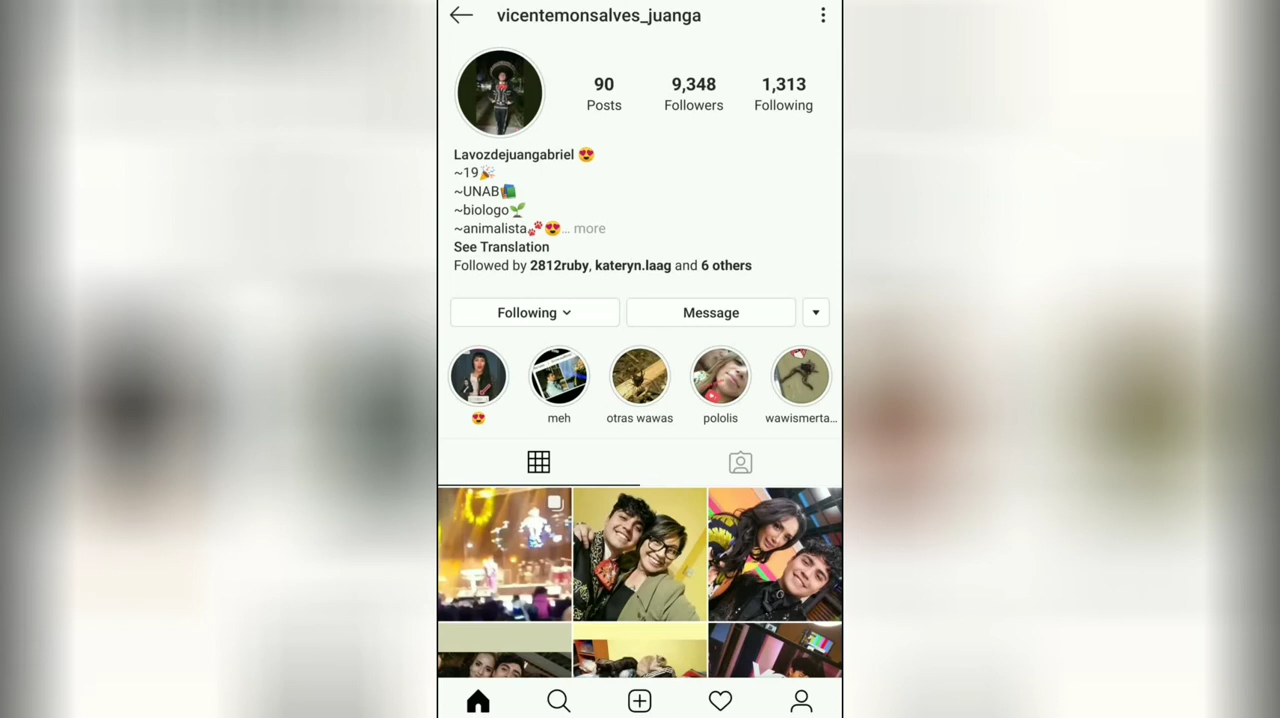 vicentemonsalves_juanga
90
9,348
1,313
Posts
Followers
Following
Lavozdejuangabriel 😍
~19🎉
~UNAB📚
~biologo🌱
~animalista🐾😍... more
See Translation
Followed by 2812ruby, kateryn.laag and 6 others
Following
Message
😍
meh
otras wawas
pololis
wawismerta...